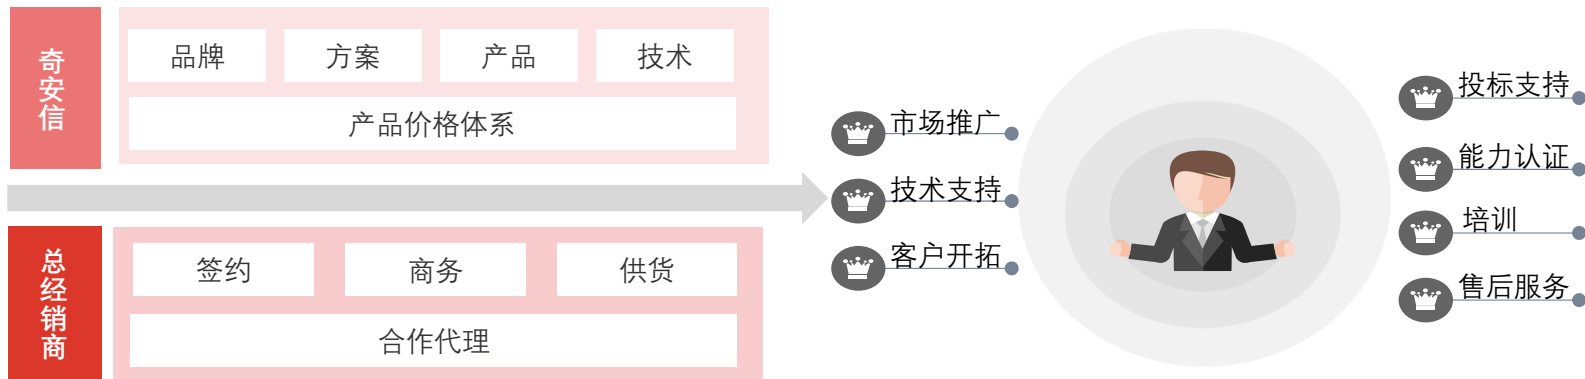 奇安信
品牌
方案
产品
技术
产品价格体系
总经销商
签约
商务
供货
合作代理
市场推广
技术支持
客户开拓
投标支持
能力认证
培训
售后服务